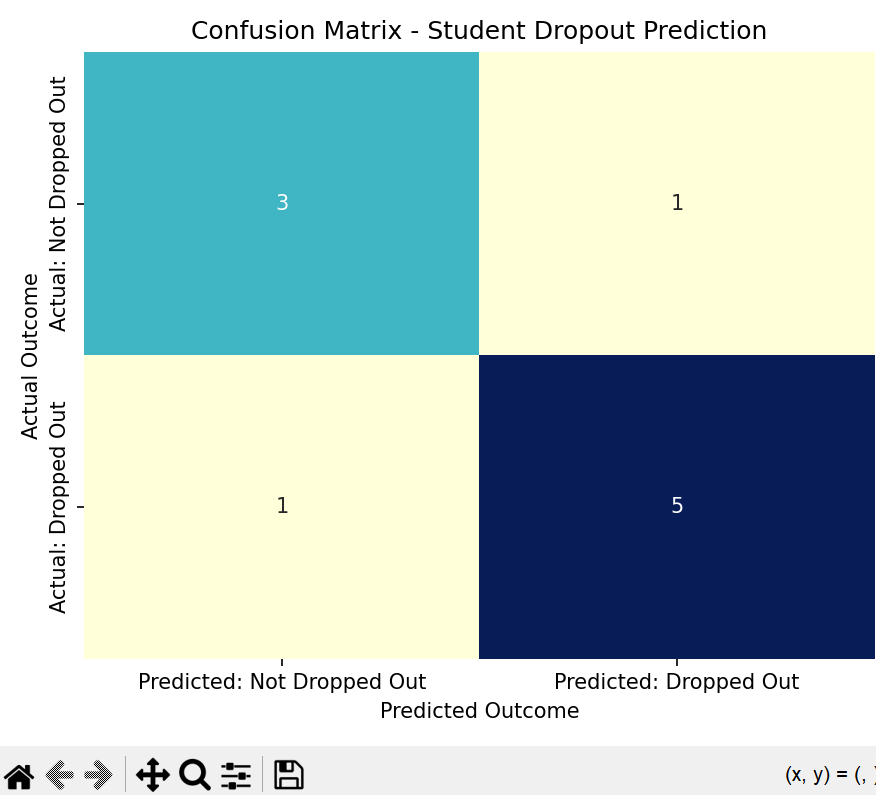 Confusion Matrix - Student Dropout Prediction
Actual Outcome
Actual: Not Dropped Out
3
1
Actual: Dropped Out
1
5
Predicted: Not Dropped Out
Predicted: Dropped Out
Predicted Outcome
(x, y) = (, )